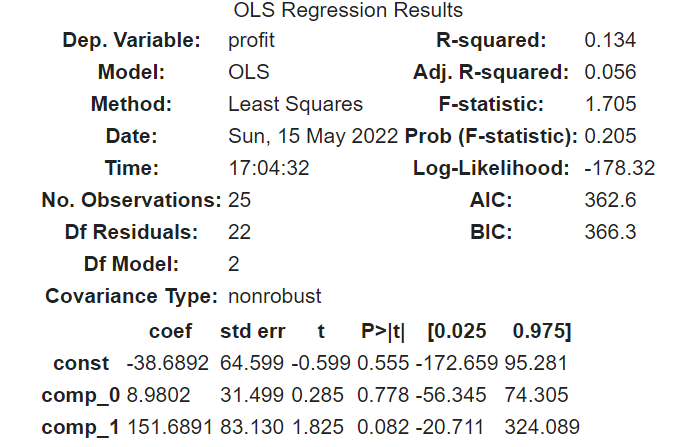 OLS Regression Results
Dep. Variable: profit R-squared: 0.134
Model: OLS Adj. R-squared: 0.056
Method: Least Squares F-statistic: 1.705
Date: Sun, 15 May 2022 Prob (F-statistic): 0.205
Time: 17:04:32 Log-Likelihood: -178.32
No. Observations: 25 AIC: 362.6
Df Residuals: 22 BIC: 366.3
Df Model: 2
Covariance Type: nonrobust
coef std err t P>|t| [0.025 0.975]
const -38.6892 64.599 -0.599 0.555 -172.659 95.281
comp_0 8.9802 31.499 0.285 0.778 -56.345 74.305
comp_1 151.6891 83.130 1.825 0.082 -20.711 324.089